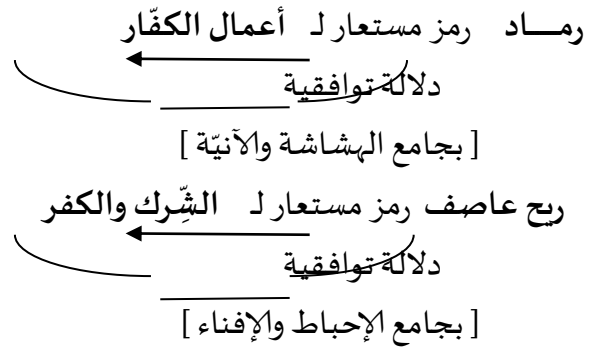 رمــاد رمز مستعار لـ أعمال الكفّار
دلالة توافقية
[ بجامع الهشاشة والآنيّة ]
ريح عاصف رمز مستعار لـ الشِّرك والكفر
دلالة توافقية
[ بجامع الإحباط والإفناء ]